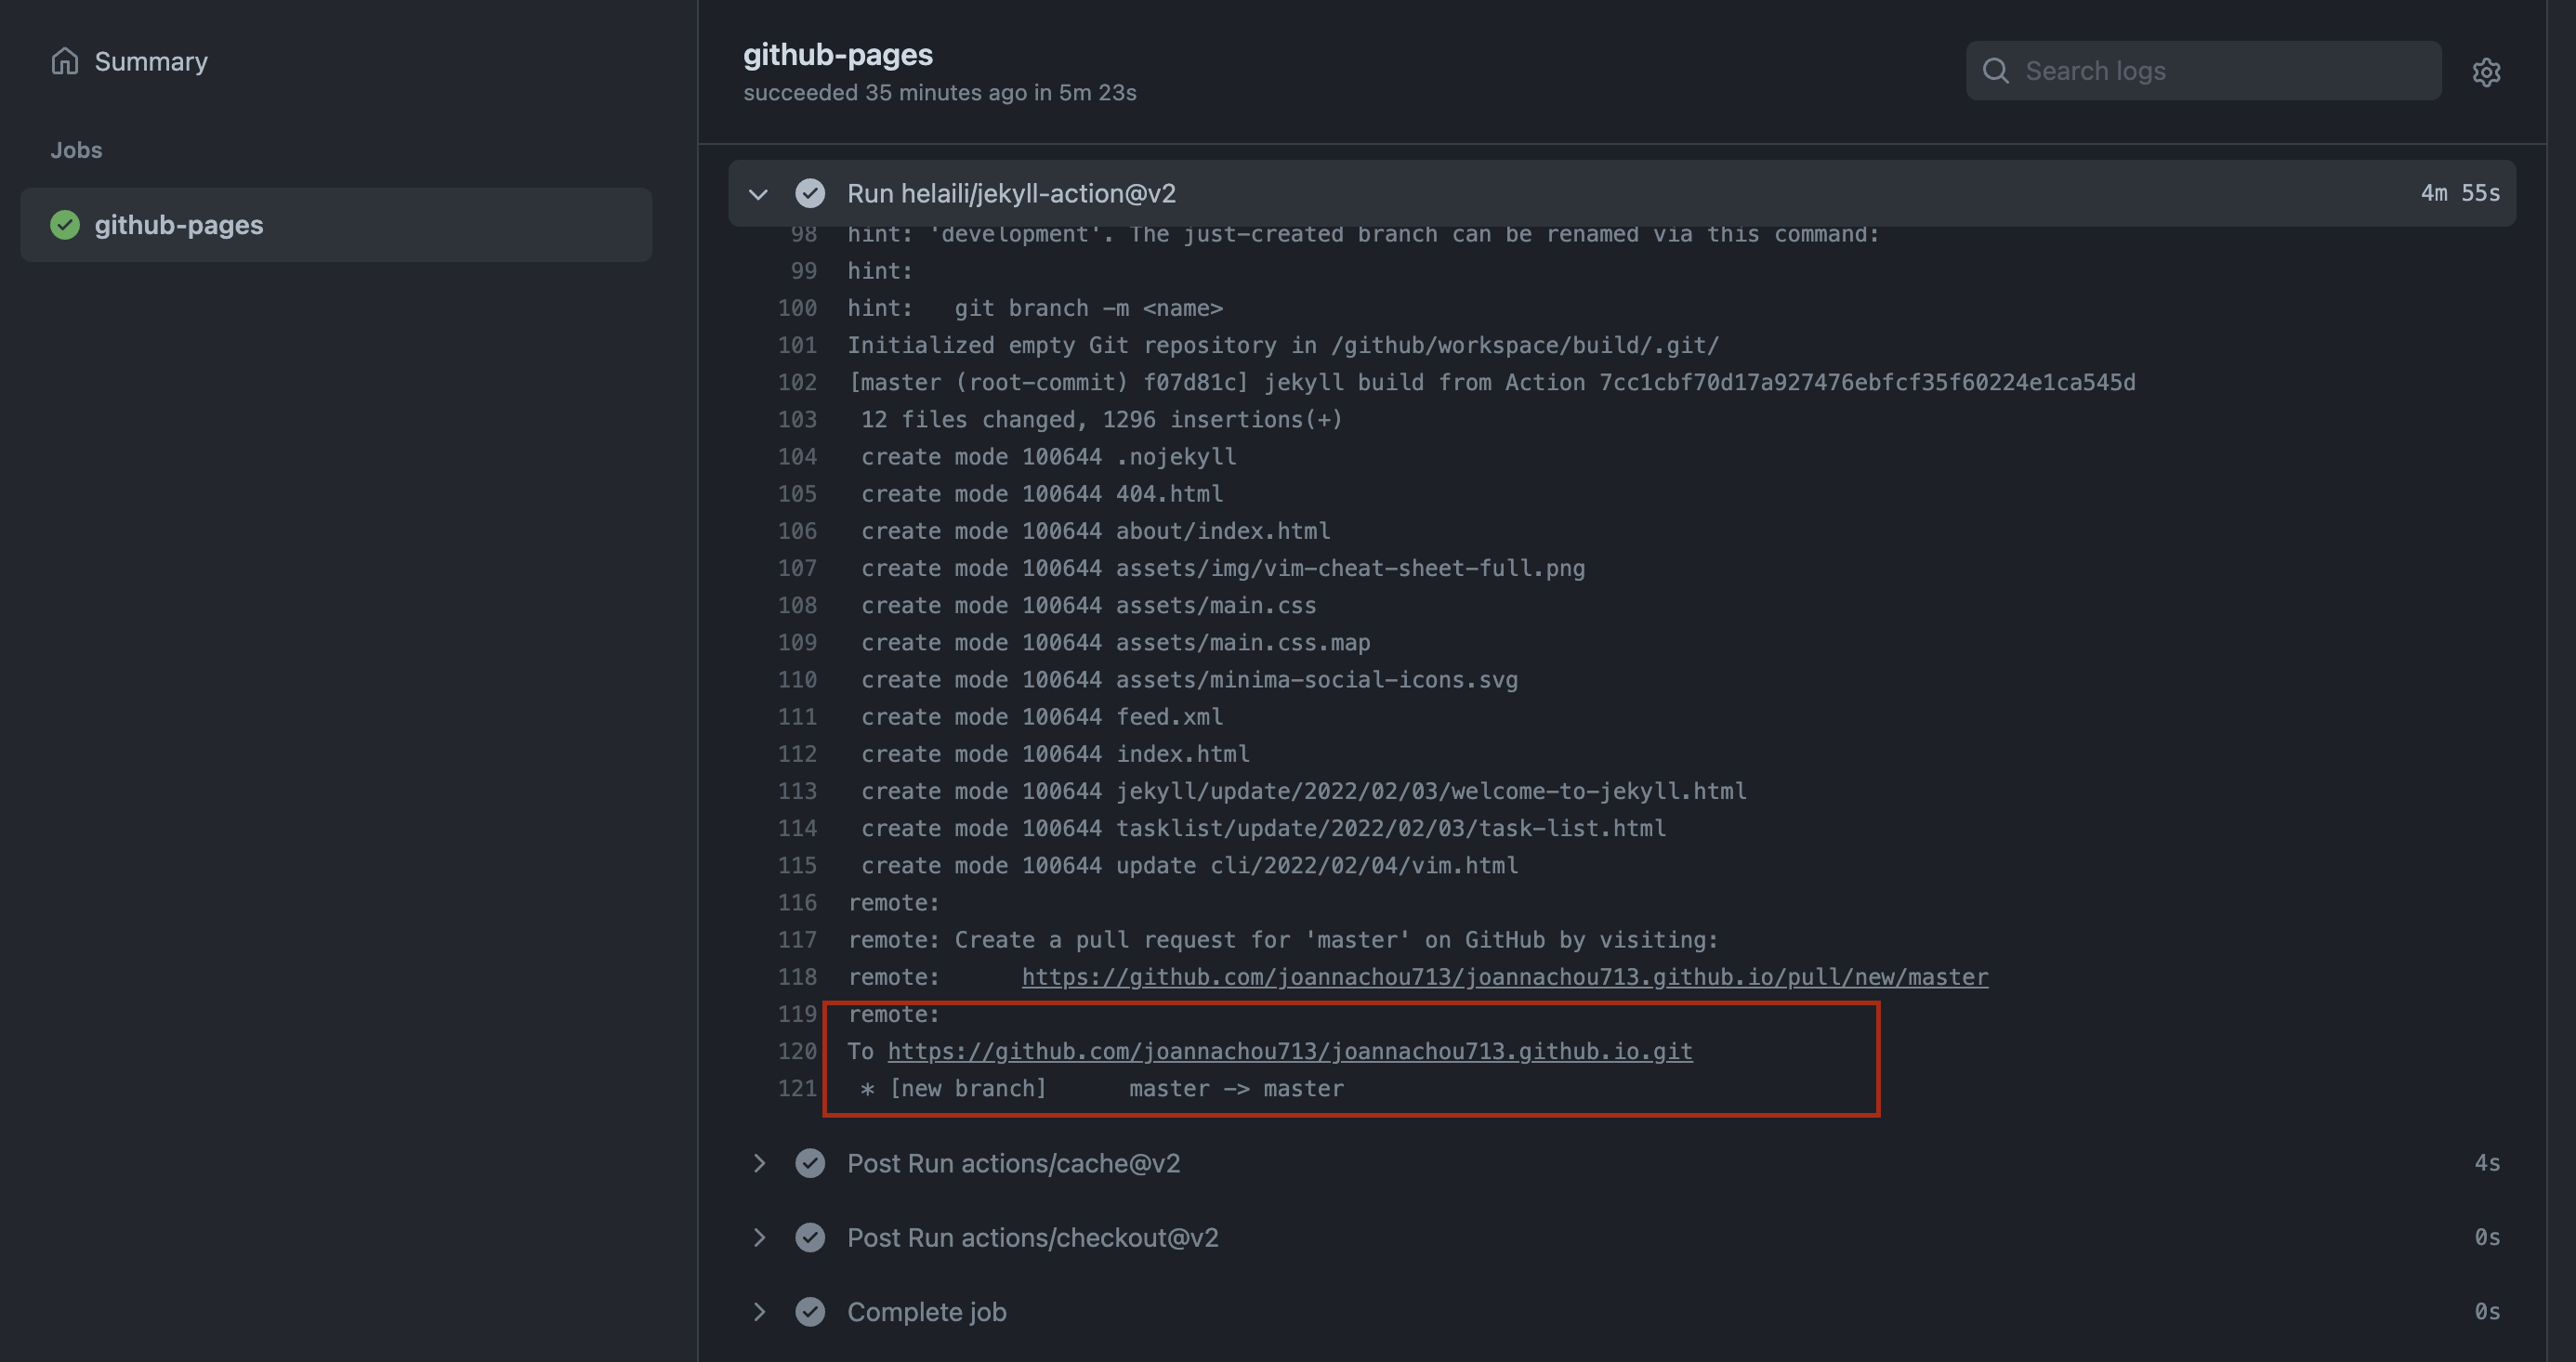 Summary
Jobs
github-pages
github-pages
succeeded 35 minutes ago in 5m 23s
Search logs
Run helaili/jekyll-action@v2 4m 55s
98 hint: 'development'. The just-created branch can be renamed via this command:
99 hint:
100 hint:   git branch -m <name>
101 Initialized empty Git repository in /github/workspace/build/.git/
102 [master (root-commit) f07d81c] jekyll build from Action 7cc1cbf70d17a927476ebfcf35f60224e1ca545d
103  12 files changed, 1296 insertions(+)
104  create mode 100644 .nojekyll
105  create mode 100644 404.html
106  create mode 100644 about/index.html
107  create mode 100644 assets/img/vim-cheat-sheet-full.png
108  create mode 100644 assets/main.css
109  create mode 100644 assets/main.css.map
110  create mode 100644 assets/minima-social-icons.svg
111  create mode 100644 feed.xml
112  create mode 100644 index.html
113  create mode 100644 jekyll/update/2022/02/03/welcome-to-jekyll.html
114  create mode 100644 tasklist/update/2022/02/03/task-list.html
115  create mode 100644 update cli/2022/02/04/vim.html
116 remote:
117 remote: Create a pull request for 'master' on GitHub by visiting:
118 remote:      https://github.com/joannachou713/joannachou713.github.io/pull/new/master
119 remote:
120 To https://github.com/joannachou713/joannachou713.github.io.git
121  * [new branch]      master -> master
Post Run actions/cache@v2 4s
Post Run actions/checkout@v2 0s
Complete job 0s